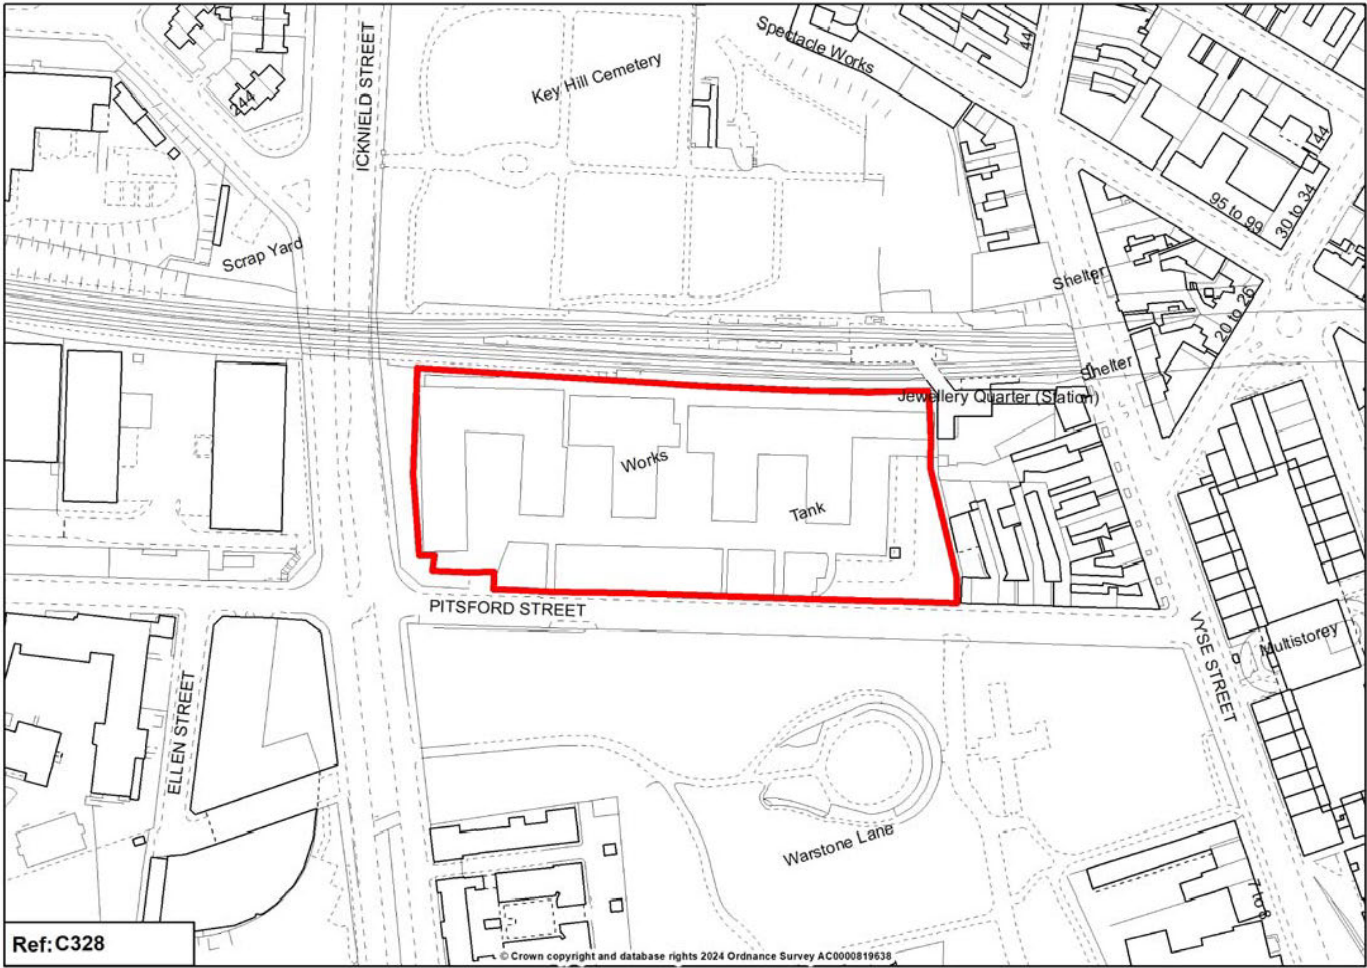 Spectacle Works
44
ICKNIELD STREET
Key Hill Cemetery
244
44
95 to 99
30 to 34
Scrap Yard
Shelter
20 to 26
Shelter
Jewellery Quarter (Station)
Works
Tank
PITSFORD STREET
VYSE STREET
Multistorey
ELLEN STREET
Warstone Lane
7 to 8
Ref:C328
© Crown copyright and database rights 2024 Ordnance Survey AC0000819638